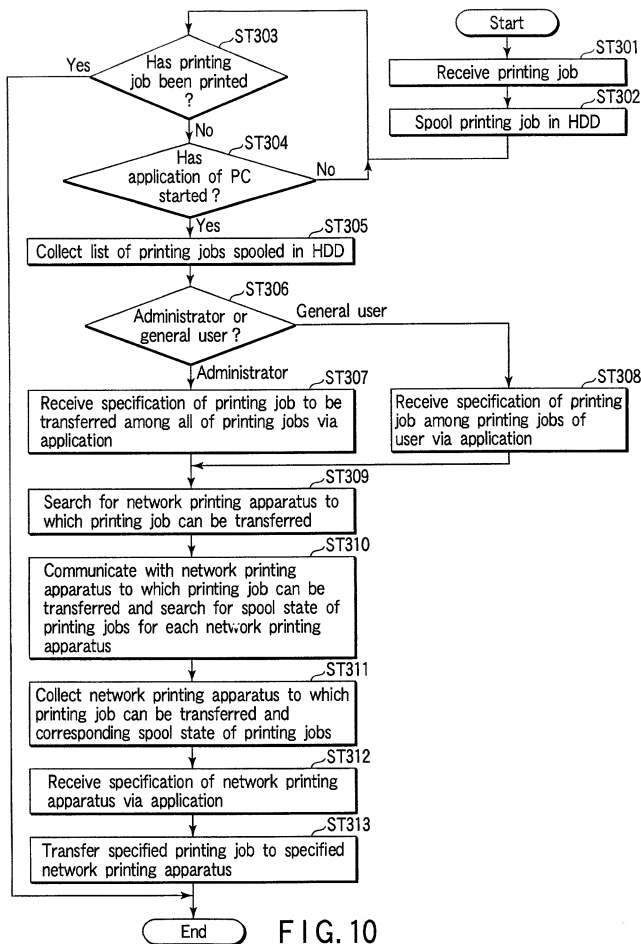 Start
ST301
Receive printing job
ST302
Spool printing job in HDD
ST303
Has printing
job been printed
?
Yes
No
ST304
Has
application of PC
started ?
No
Yes
ST305
Collect list of printing jobs spooled in HDD
ST306
Administrator or
general user ?
General user
Administrator
ST307
Receive specification of printing job to be
transferred among all of printing jobs via
application
ST308
Receive specification of printing
job among printing jobs of
user via application
ST309
Search for network printing apparatus to
which printing job can be transferred
ST310
Communicate with network printing
apparatus to which printing job can be
transferred and search for spool state of
printing jobs for each network printing
apparatus
ST311
Collect network printing apparatus to which
printing job can be transferred and
corresponding spool state of printing jobs
ST312
Receive specification of network printing
apparatus via application
ST313
Transfer specified printing job to specified
network printing apparatus
End
FIG. 10